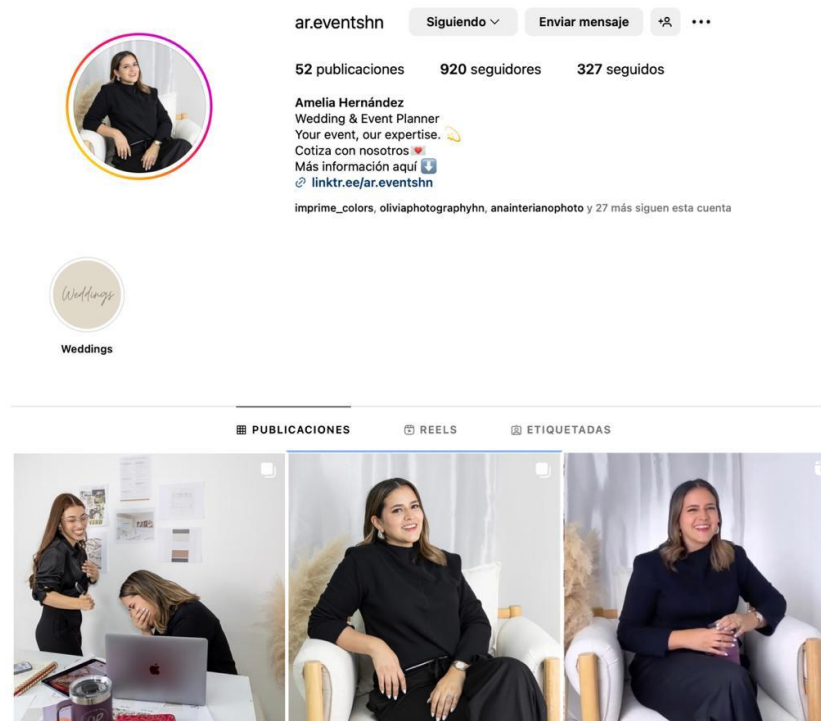 ar.eventshn Siguiendo Enviar mensaje
52 publicaciones 920 seguidores 327 seguidos
Amelia Hernández
Wedding & Event Planner
Your event, our expertise. 💫
Cotiza con nosotros 💌
Más información aquí ⬇️
linktr.ee/ar.eventshn
imprime_colors, oliviaphotographyhn, anainterianophoto y 27 más siguen esta cuenta
Weddings
Weddings
PUBLICACIONES REELS ETIQUETADAS